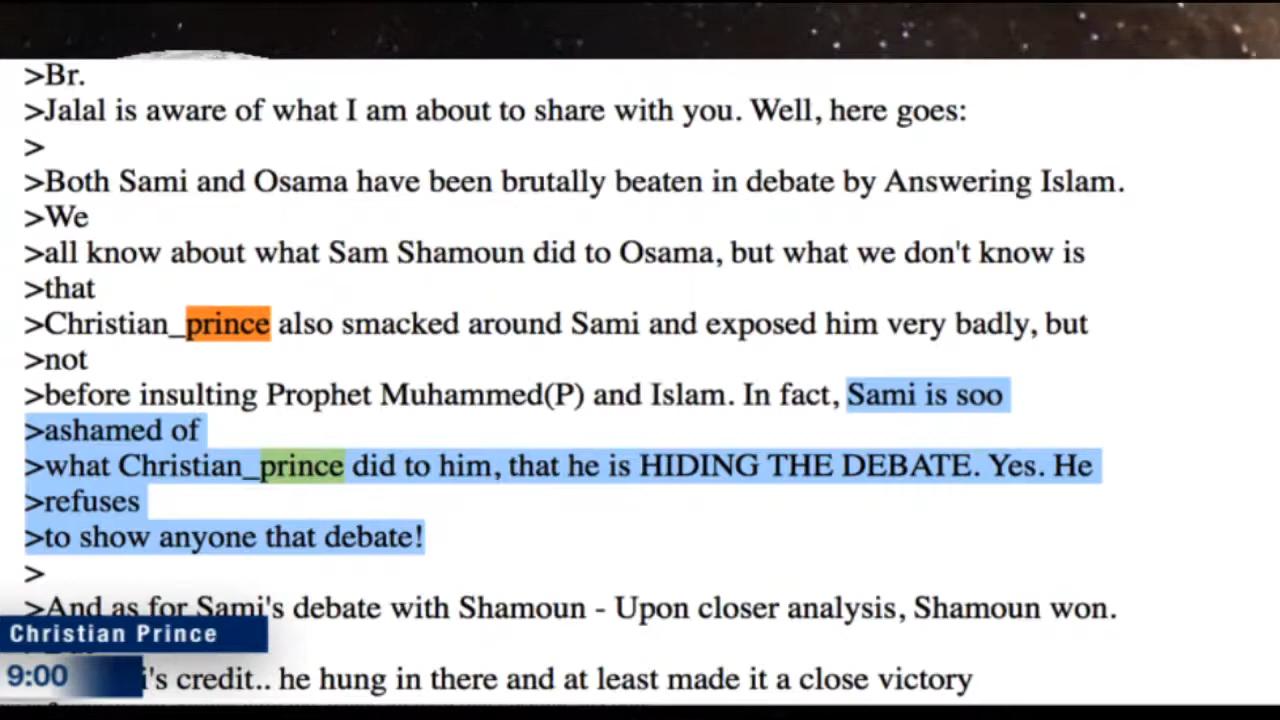 >Br.
>Jalal is aware of what I am about to share with you. Well, here goes:
>
>Both Sami and Osama have been brutally beaten in debate by Answering Islam.
>We
>all know about what Sam Shamoun did to Osama, but what we don't know is
>that
>Christian_prince also smacked around Sami and exposed him very badly, but
>not
>before insulting Prophet Muhammed(P) and Islam. In fact, Sami is soo
>ashamed of
>what Christian_prince did to him, that he is HIDING THE DEBATE. Yes. He
>refuses
>to show anyone that debate!
>
>And as for Sami's debate with Shamoun - Upon closer analysis, Shamoun won.
Christian Prince
9:00
i's credit.. he hung in there and at least made it a close victory